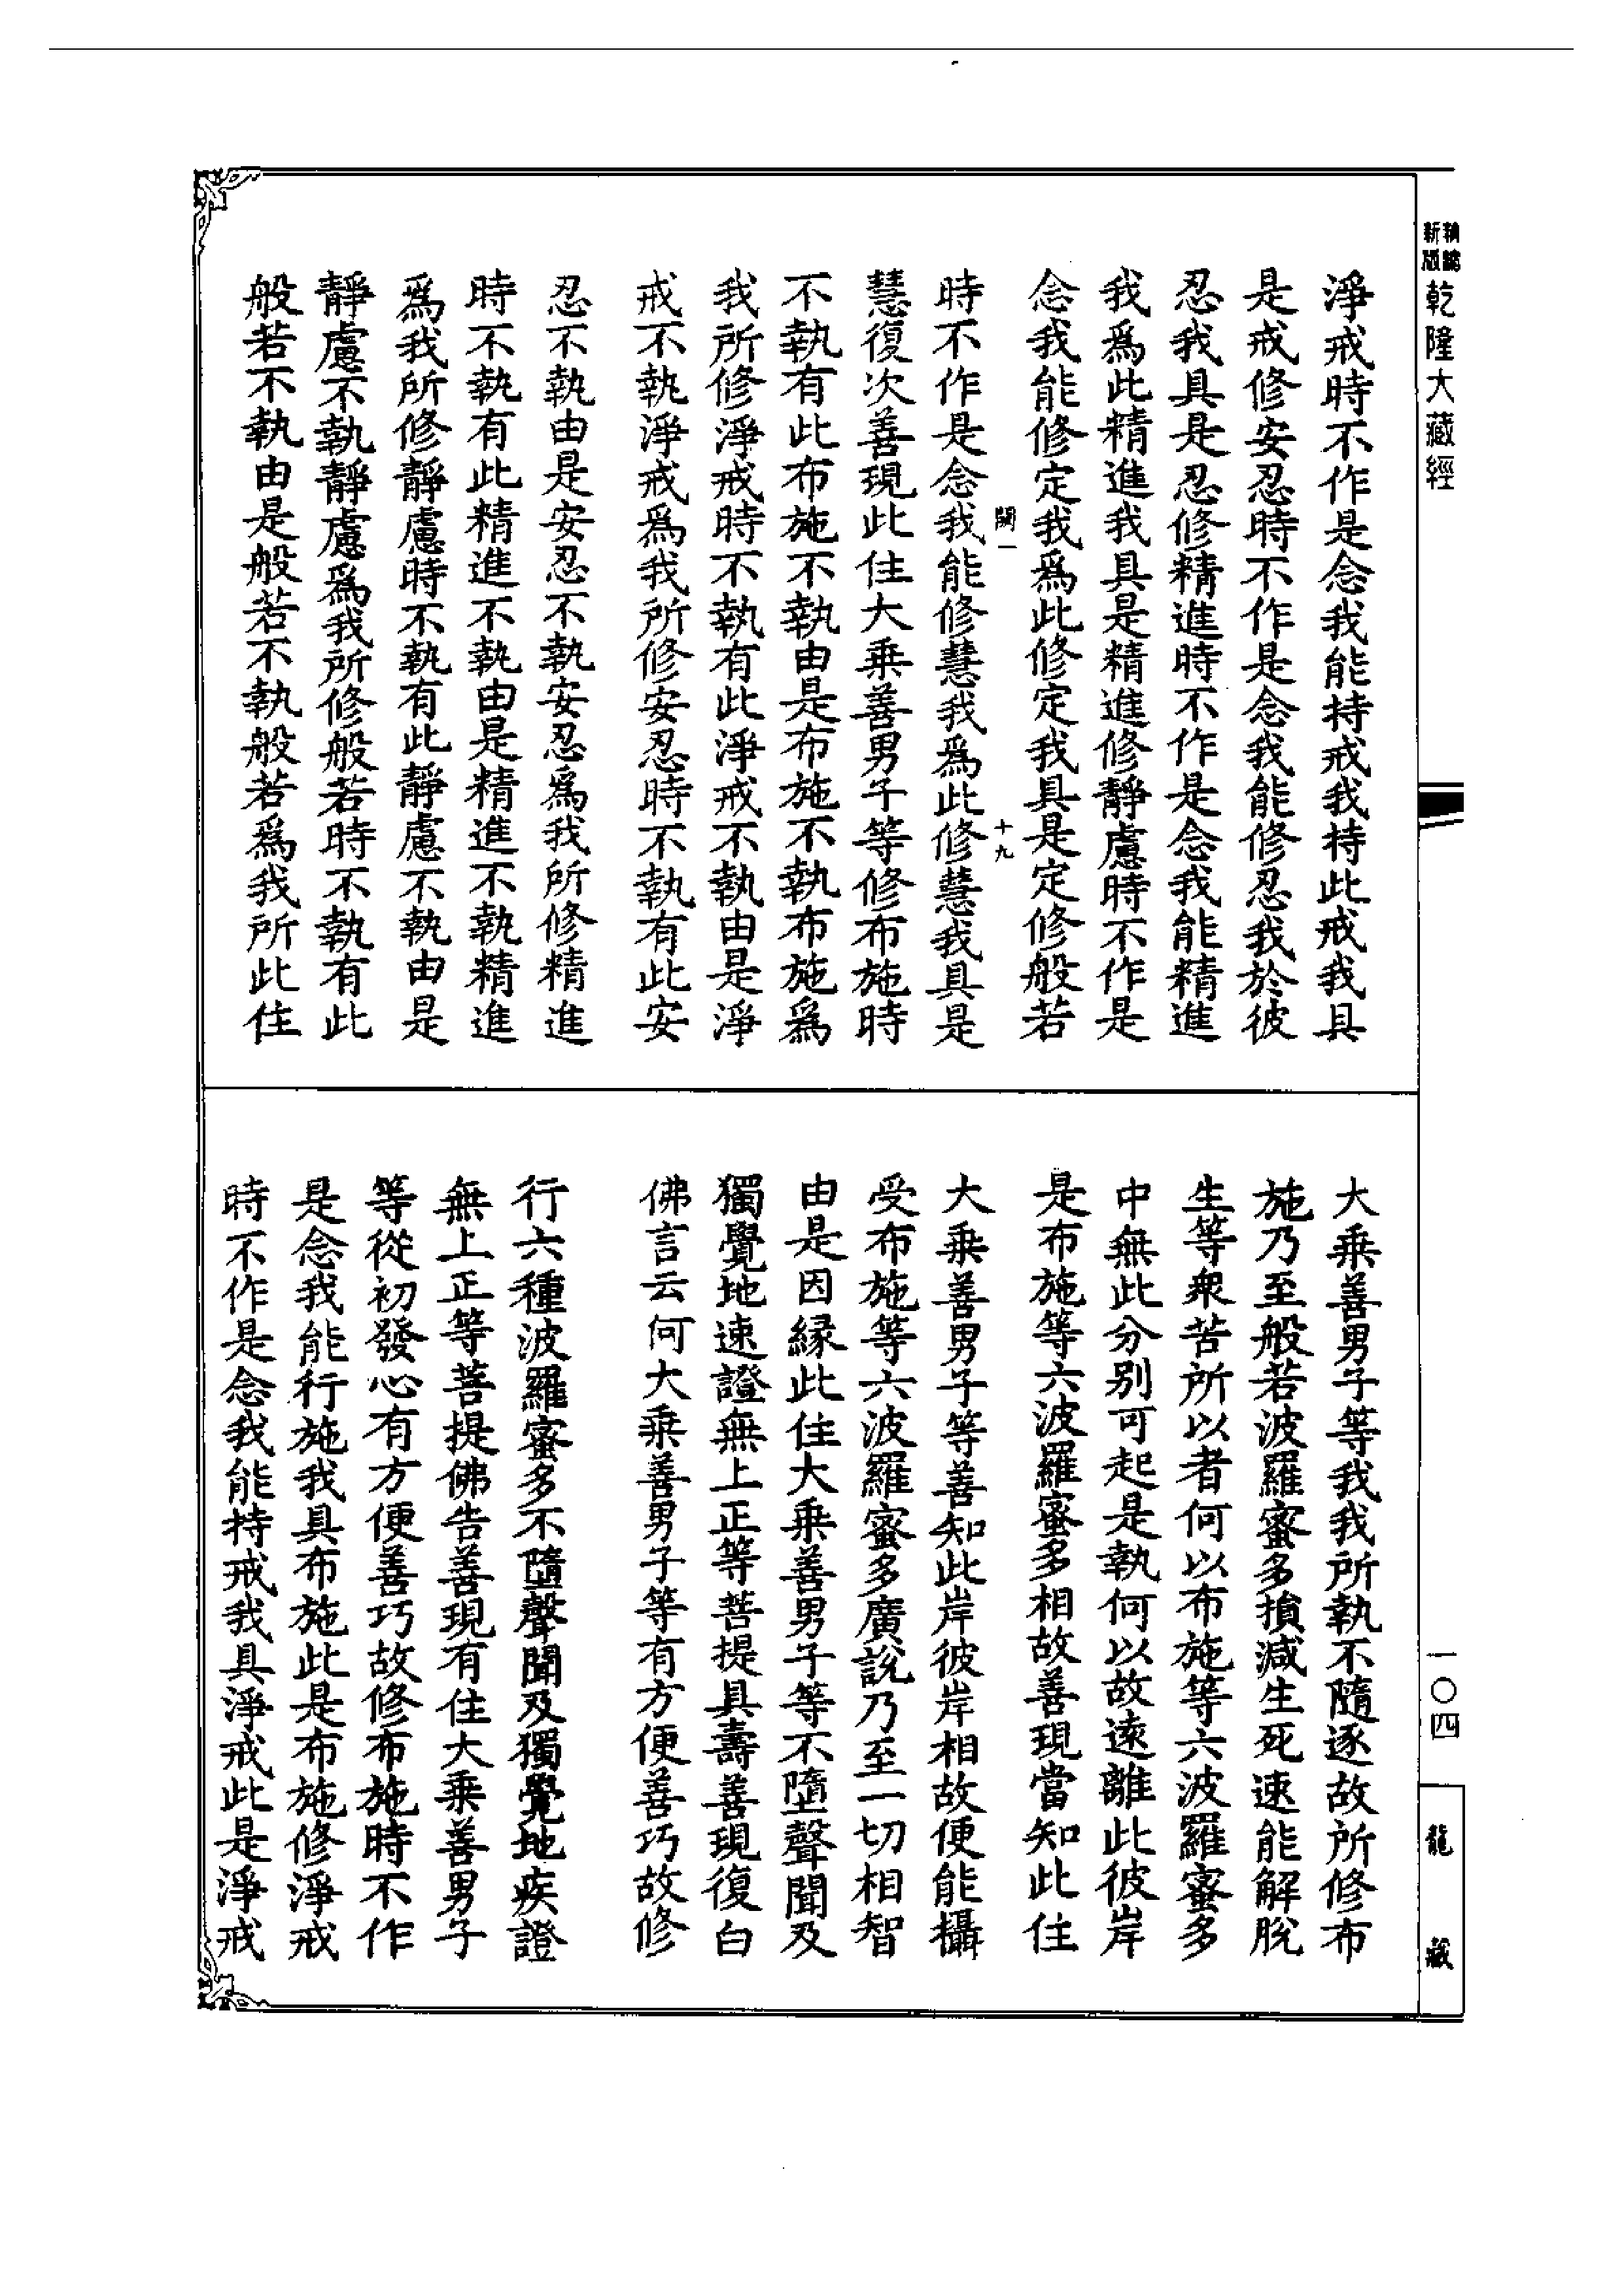 新編
新版
乾隆大藏經
淨戒時不作是念我能持戒我持此戒我具
是戒修安忍時不作是念我能修忍我於彼
忍我具是忍修精進時不作是念我能精進
我爲此精進我具是精進修靜慮時不作是
念我能修定我爲此修定我具是定修般若
闕一
十九
時不作是念我能修慧我爲此修慧我具是
慧復次善現此住大乘善男子等修布施時
不執有此布施不執由是布施不執布施爲
我所修淨戒時不執有此淨戒不執由是淨
戒不執淨戒爲我所修安忍時不執有此安
忍不執由是安忍不執安忍爲我所修精進
時不執有此精進不執由是精進不執精進
爲我所修靜慮時不執有此靜慮不執由是
靜慮不執靜慮爲我所修般若時不執有此
般若不執由是般若不執般若爲我所此住
大乘善男子等我我所執不隨逐故所修布
施乃至般若波羅蜜多損減生死速能解脫
生等衆苦所以者何以布施等六波羅蜜多
中無此分別可起是執何以故遠離此彼岸
是布施等六波羅蜜多相故善現當知此住
大乘善男子等善知此岸彼岸相故便能攝
受布施等六波羅蜜多廣說乃至一切相智
由是因緣此住大乘善男子等不墮聲聞及
獨覺地速證無上正等菩提具壽善現復白
佛言云何大乘善男子等有方便善巧故修
行六種波羅蜜多不墮聲聞及獨覺地疾證
無上正等菩提佛告善現有住大乘善男子
等從初發心有方便善巧故修布施時不作
是念我能行施我具布施此是布施修淨戒
時不作是念我能持戒我具淨戒此是淨戒
一〇四
龍藏